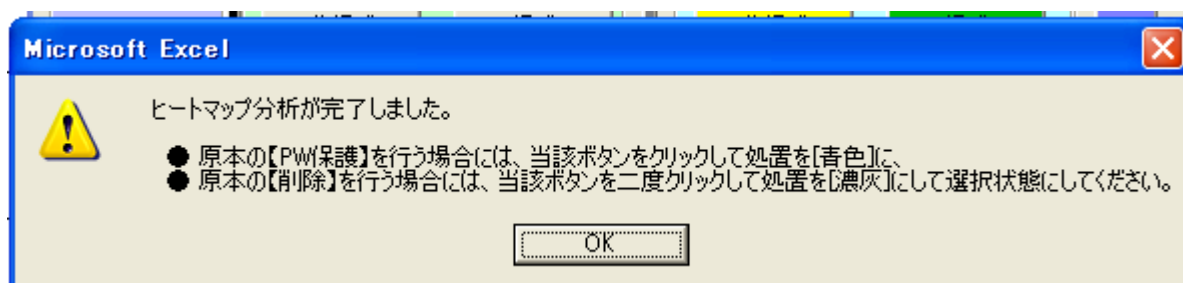 Microsoft Excel
ヒートマップ分析が完了しました。
● 原本の【PW保護】を行う場合には、当該ボタンをクリックして処置を[青色]に、
● 原本の【削除】を行う場合には、当該ボタンを二度クリックして処置を[濃灰]にして選択状態にしてください。
OK